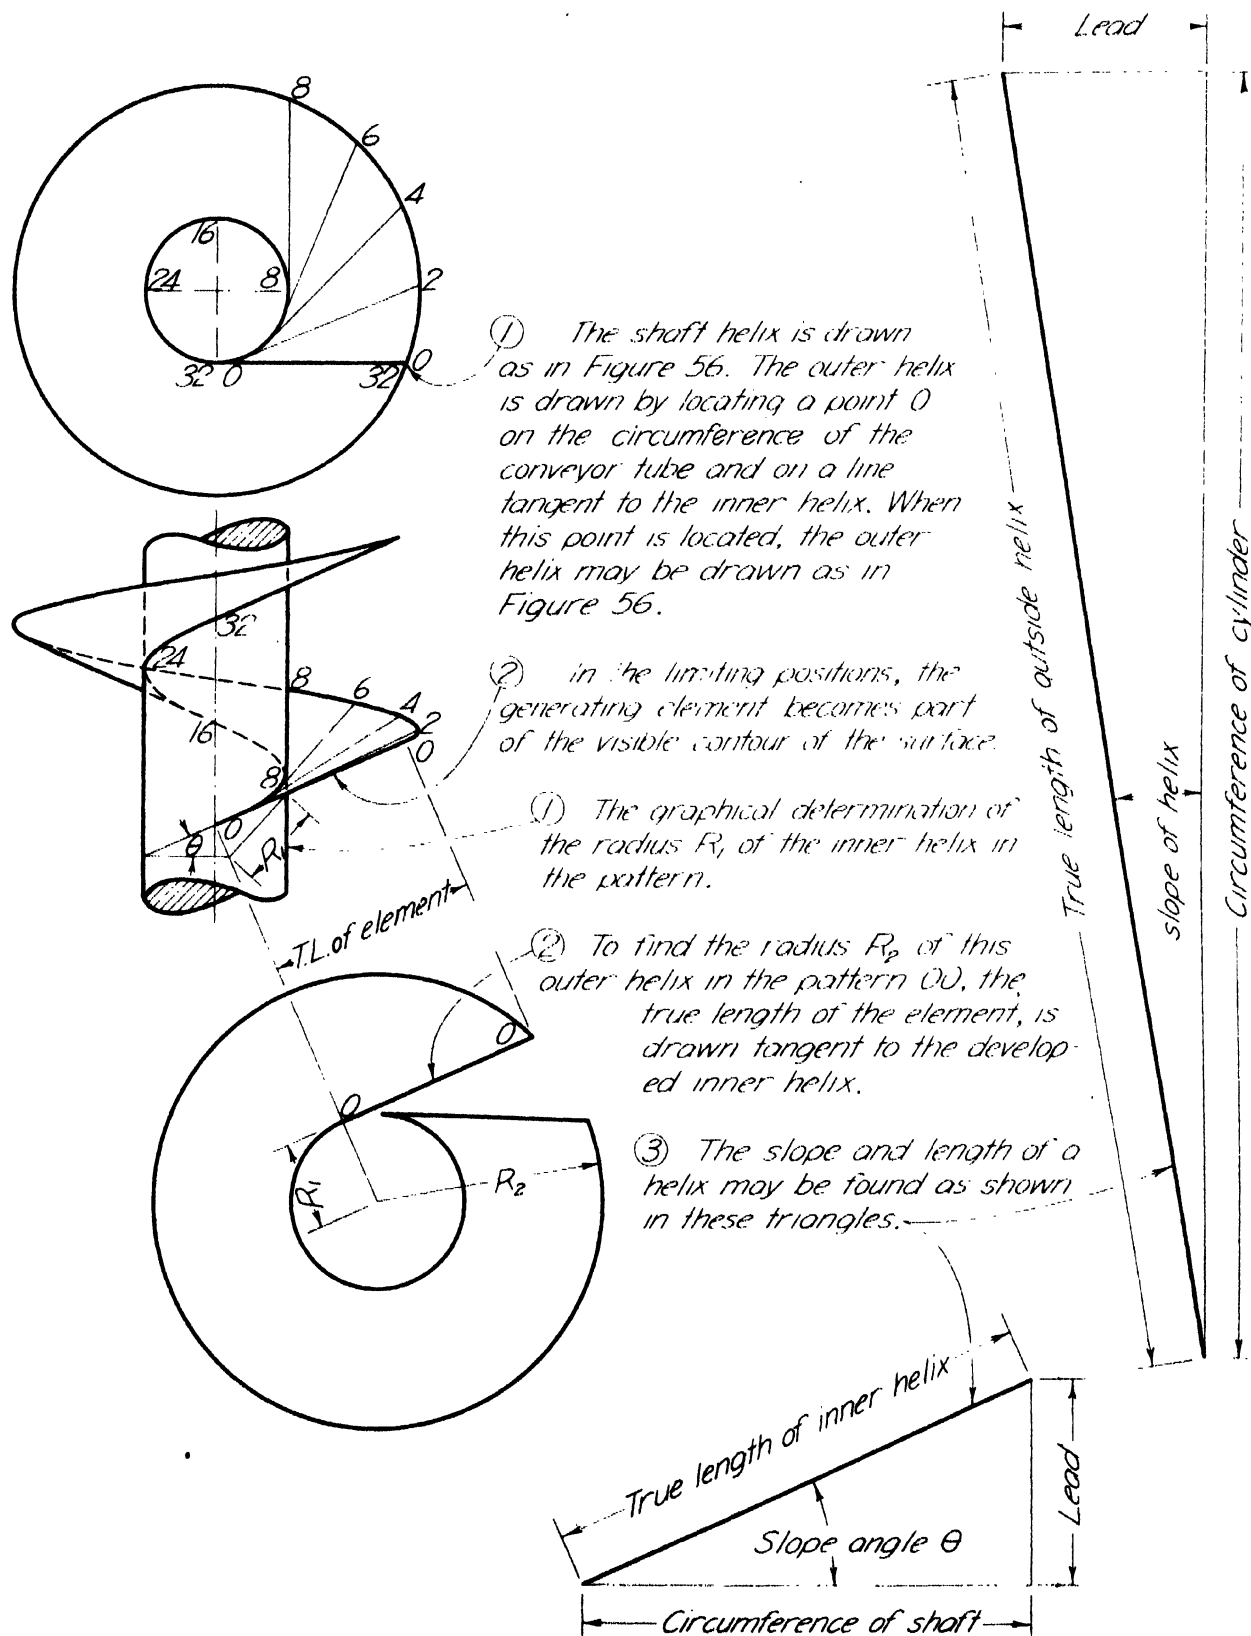 Lead
8
6
4
16
24
8
2
32 0
32 0
① The shaft helix is drawn
as in Figure 56. The outer helix
is drawn by locating a point 0
on the circumference of the
conveyor tube and on a line
tangent to the inner helix. When
this point is located, the outer
helix may be drawn as in
Figure 56.
32
24
8
6
4
2
0
16
8
0
θ
R₁
② In the limiting positions, the
generating element becomes part
of the visible contour of the surface.
① The graphical determination of
the radius R₁ of the inner helix in
the pattern.
T.L. of element
② To find the radius R₂ of this
outer helix in the pattern 00, the
true length of the element, is
drawn tangent to the develop-
ed inner helix.
0
0
R₁
R₂
③ The slope and length of a
helix may be found as shown
in these triangles.
True length of outside helix
slope of helix
Circumference of cylinder
True length of inner helix
Slope angle θ
Lead
Circumference of shaft